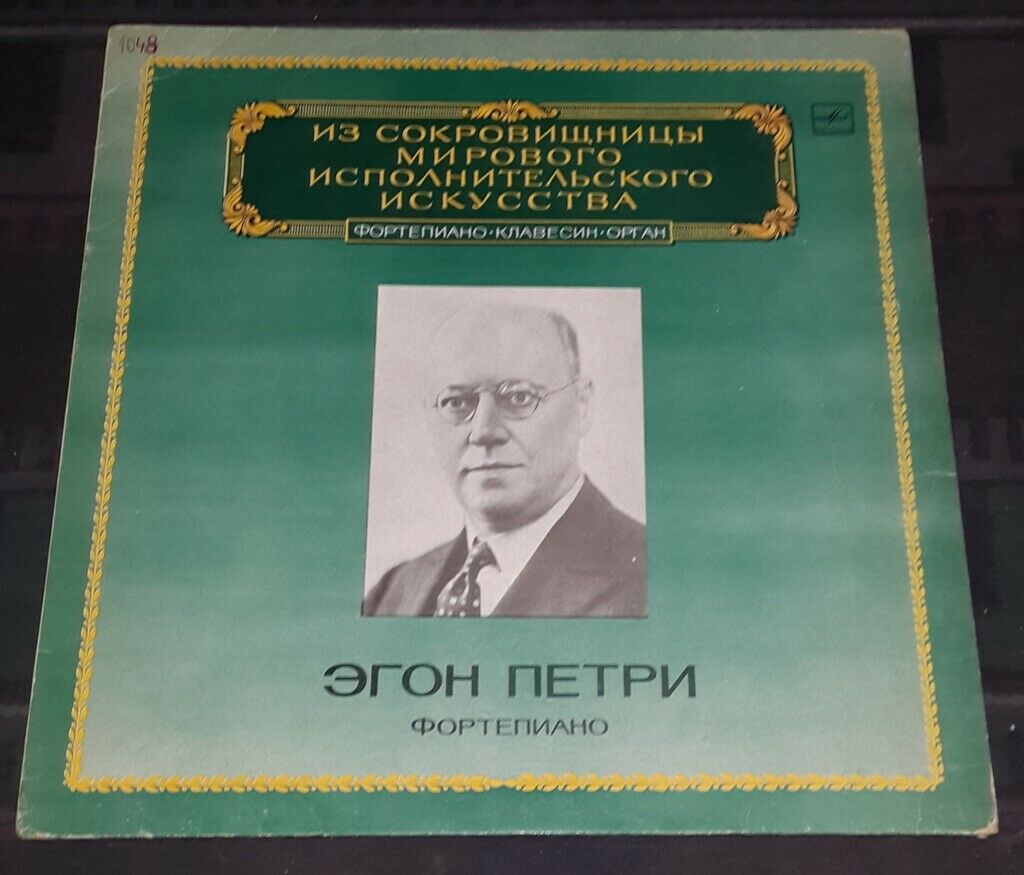 1048
ИЗ СОКРОВИЩНИЦЫ
МИРОВОГО
ИСПОЛНИТЕЛЬСКОГО
ИСКУССТВА
ФОРТЕПИАНО·КЛАВЕСИН·ОРГАН
ЭГОН ПЕТРИ
ФОРТЕПИАНО